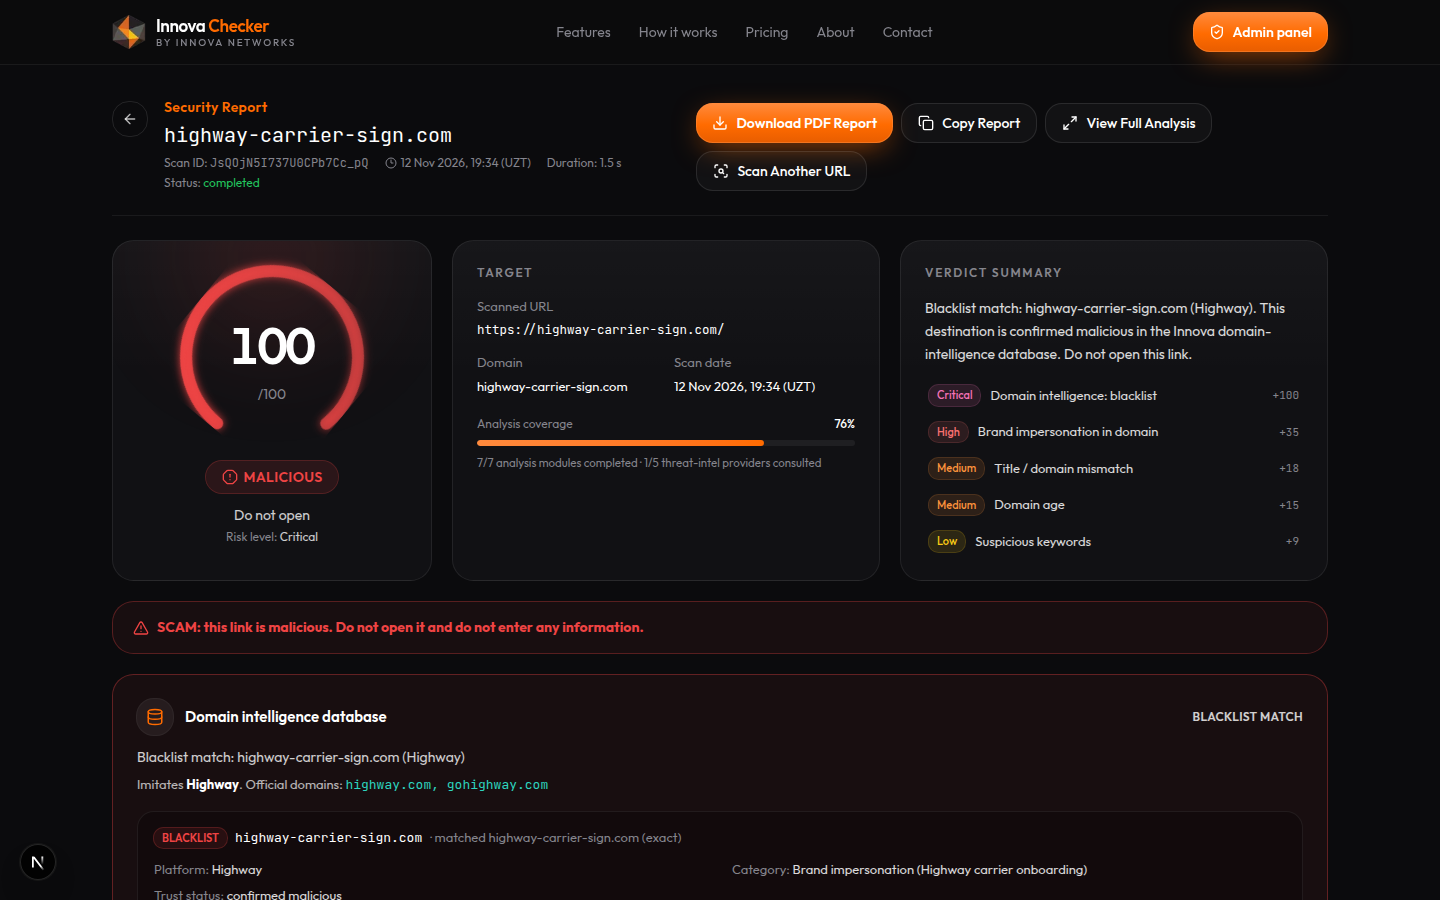 Innova Checker
BY INNOVA NETWORKS
Features
How it works
Pricing
About
Contact
Admin panel
Security Report
highway-carrier-sign.com
Scan ID: JsQOjN5I737U0CPb7Cc_pQ
12 Nov 2026, 19:34 (UZT)
Duration: 1.5 s
Status: completed
Download PDF Report
Copy Report
View Full Analysis
Scan Another URL
100
/100
MALICIOUS
Do not open
Risk level: Critical
TARGET
Scanned URL
https://highway-carrier-sign.com/
Domain
Scan date
highway-carrier-sign.com
12 Nov 2026, 19:34 (UZT)
Analysis coverage
76%
7/7 analysis modules completed · 1/5 threat-intel providers consulted
VERDICT SUMMARY
Blacklist match: highway-carrier-sign.com (Highway). This
destination is confirmed malicious in the Innova domain-
intelligence database. Do not open this link.
Critical Domain intelligence: blacklist +100
High Brand impersonation in domain +35
Medium Title / domain mismatch +18
Medium Domain age +15
Low Suspicious keywords +9
SCAM: this link is malicious. Do not open it and do not enter any information.
Domain intelligence database
BLACKLIST MATCH
Blacklist match: highway-carrier-sign.com (Highway)
Imitates Highway. Official domains: highway.com, gohighway.com
BLACKLIST highway-carrier-sign.com · matched highway-carrier-sign.com (exact)
Platform: Highway
Category: Brand impersonation (Highway carrier onboarding)
Trust status: confirmed malicious
N